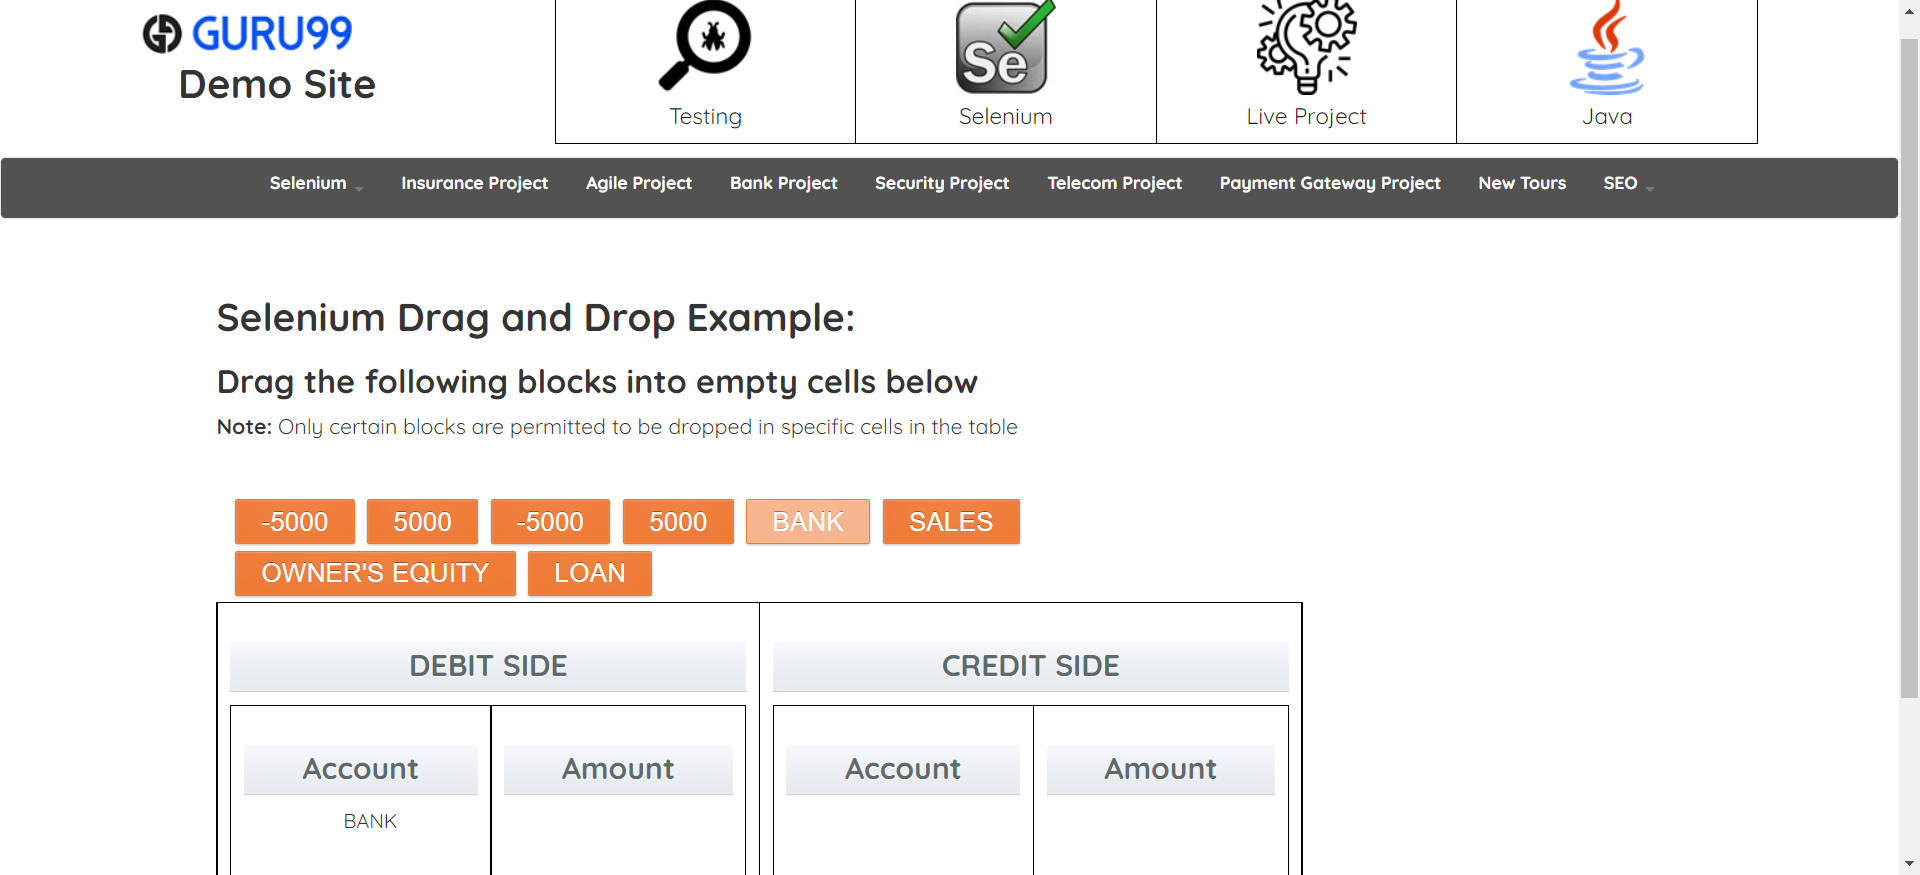 GURU99
Demo Site
Testing
Se
Selenium
Live Project
Java
Selenium Insurance Project Agile Project Bank Project Security Project Telecom Project Payment Gateway Project New Tours SEO
Selenium Drag and Drop Example:
Drag the following blocks into empty cells below
Note: Only certain blocks are permitted to be dropped in specific cells in the table
-5000 5000 -5000 5000 BANK SALES
OWNER'S EQUITY LOAN
DEBIT SIDE CREDIT SIDE
Account Amount Account Amount
BANK